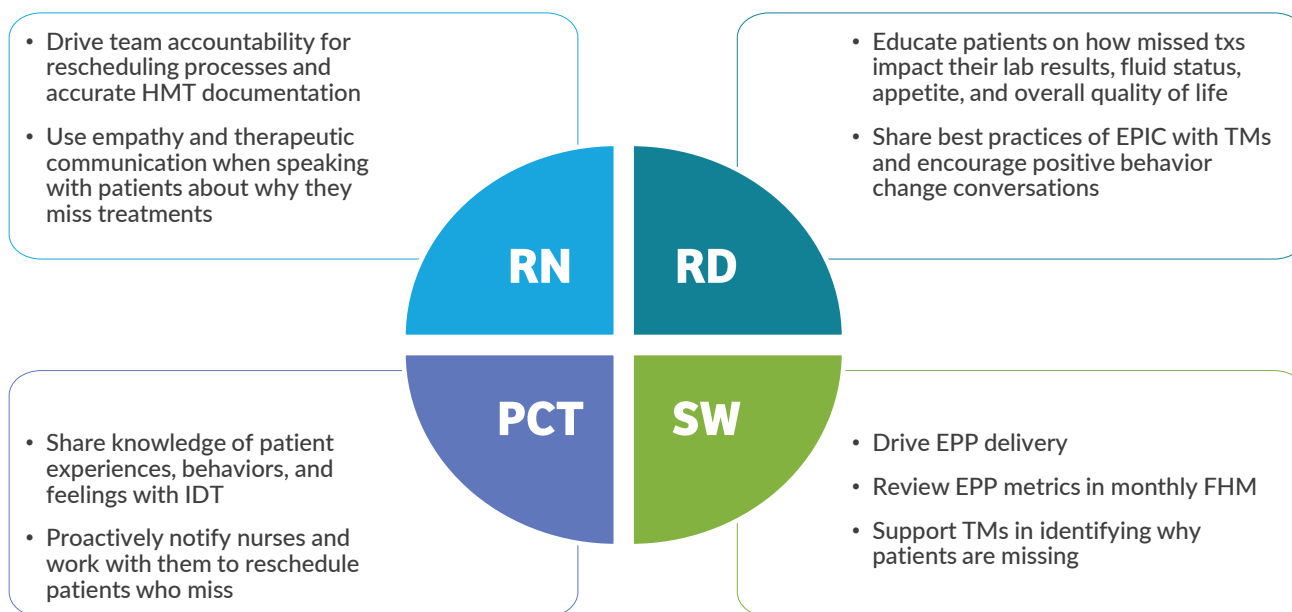 • Drive team accountability for
rescheduling processes and
accurate HMT documentation
• Use empathy and therapeutic
communication when speaking
with patients about why they
miss treatments
• Educate patients on how missed txs
impact their lab results, fluid status,
appetite, and overall quality of life
• Share best practices of EPIC with TMs
and encourage positive behavior
change conversations
RN
RD
PCT
SW
• Share knowledge of patient
experiences, behaviors, and
feelings with IDT
• Proactively notify nurses and
work with them to reschedule
patients who miss
• Drive EPP delivery
• Review EPP metrics in monthly FHM
• Support TMs in identifying why
patients are missing